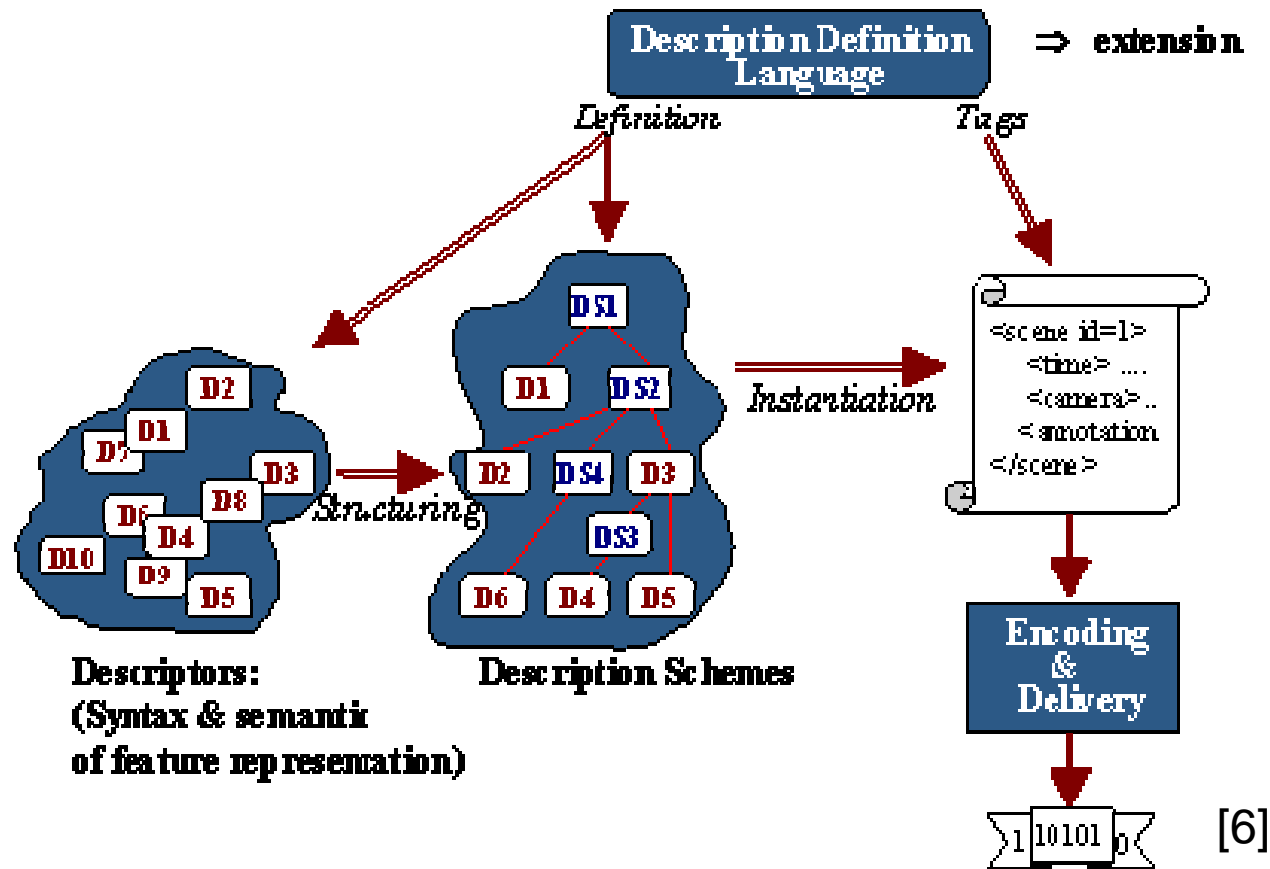 Description Definition
Language
⇒ extension
Definition
Tags
DS1
D1
DS2
D2
DS4
D3
DS3
D6
D4
D5
D2
D1
D7
D3
D8
D6
D4
D10
D9
D5
Structuring
Instantiation
<scene id=1>
<time> ....
<camera>..
<annotation
</scene>
Descriptors:
(Syntax & semantic
of feature representation)
Description Schemes
Encoding
&
Delivery
1 10101 0
[6]